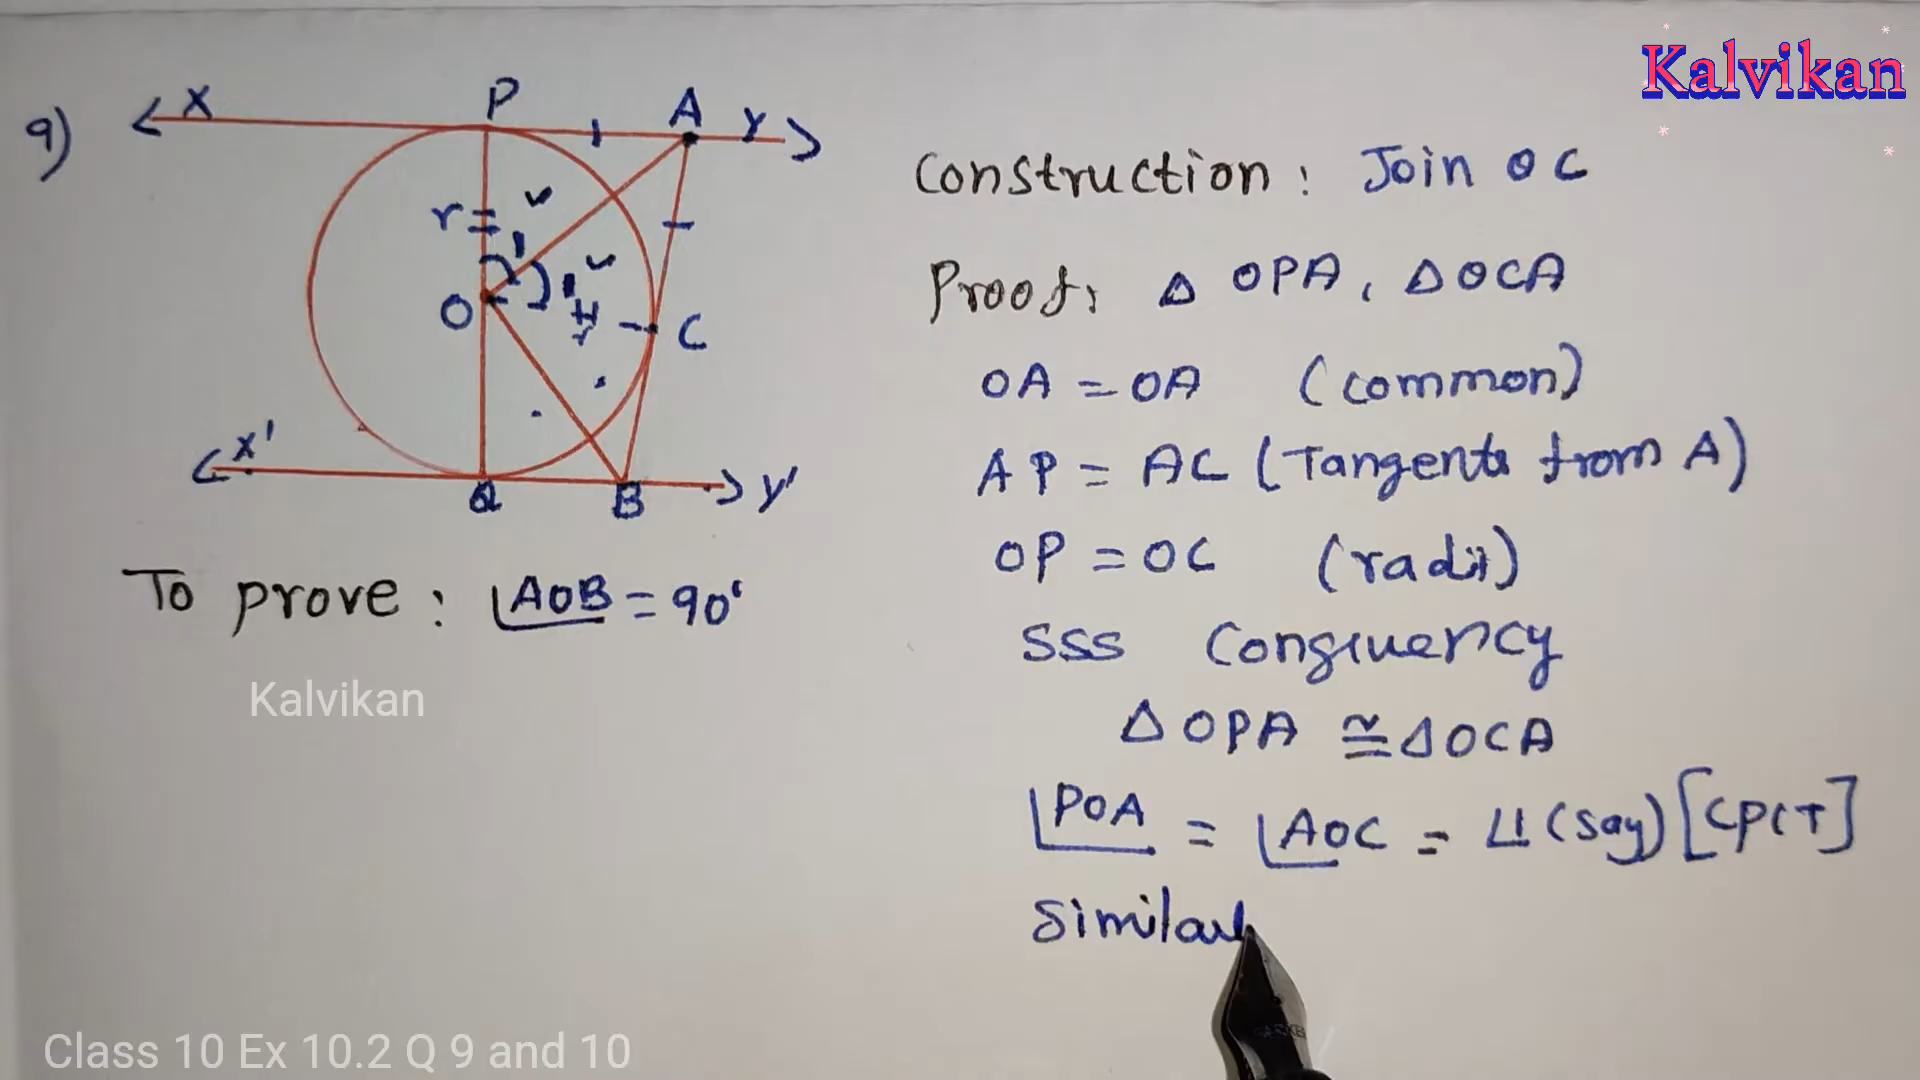 Kalvikan
9)
X P A Y
r
O
r C
X' Q B Y'
To prove : ∠AOB = 90°
Kalvikan
Construction : Join OC
Proof: △ OPA, △OCA
OA = OA (common)
AP = AC (Tangents from A)
OP = OC (radii)
SSS Congruency
△OPA ≅ △OCA
∠POA = ∠AOC = ∠1 (say) [CPCT]
Similarl
Class 10 Ex 10.2 Q 9 and 10